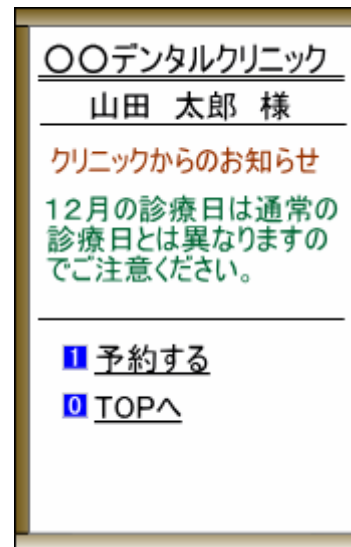 〇〇デンタルクリニック
山田 太郎 様
クリニックからのお知らせ
12月の診療日は通常の
診療日とは異なりますの
でご注意ください。
1 予約する
0 TOPへ